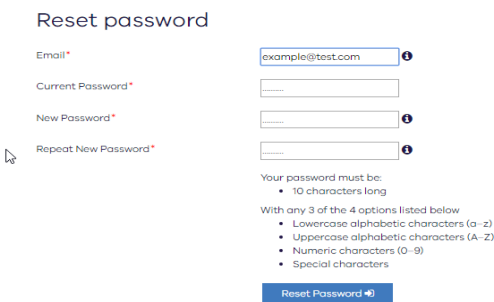 Reset password
Email*
example@test.com
Current Password*
..........
New Password*
..........
Repeat New Password*
..........
Your password must be:
• 10 characters long
With any 3 of the 4 options listed below
• Lowercase alphabetic characters (a-z)
• Uppercase alphabetic characters (A-Z)
• Numeric characters (0-9)
• Special characters
Reset Password